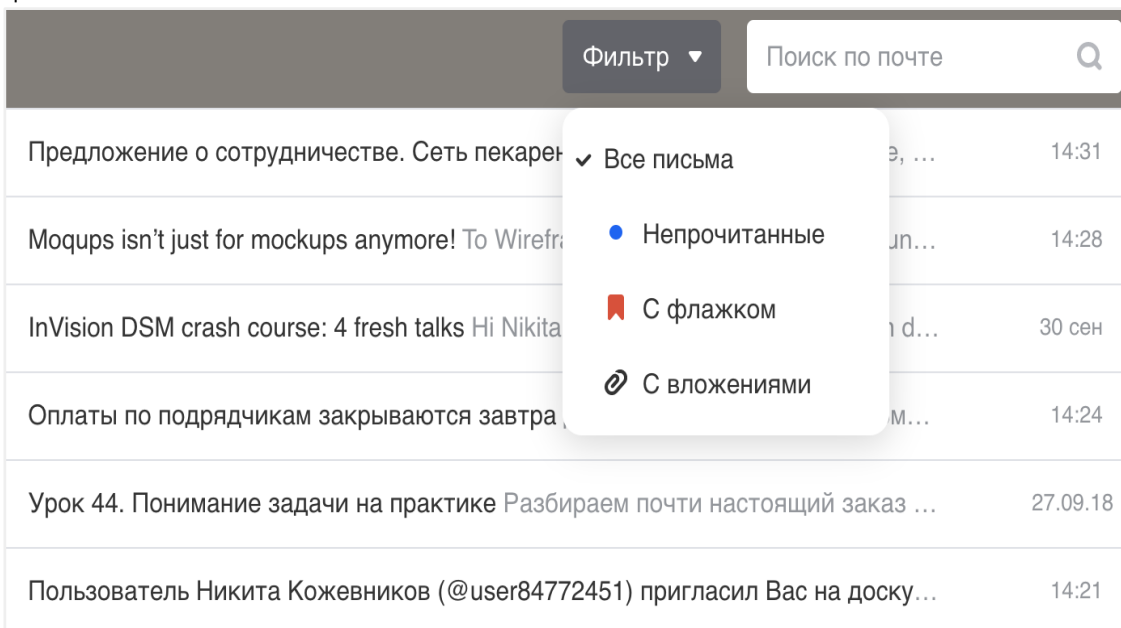 Фильтр
Поиск по почте
Предложение о сотрудничестве. Сеть …
14:31
Все письма
Moqups isn’t just for mockups anymore! To …
14:28
Непрочитанные
InVision DSM crash course: 4 fresh talks Hi Nikita d…
30 сен
С флажком
Оплаты по подрядчикам закрываются завтра …
14:24
С вложениями
Урок 44. Понимание задачи на практике Разбираем почти настоящий заказ …
27.09.18
Пользователь Никита Кожевников (@user84772451) пригласил Вас на доску…
14:21